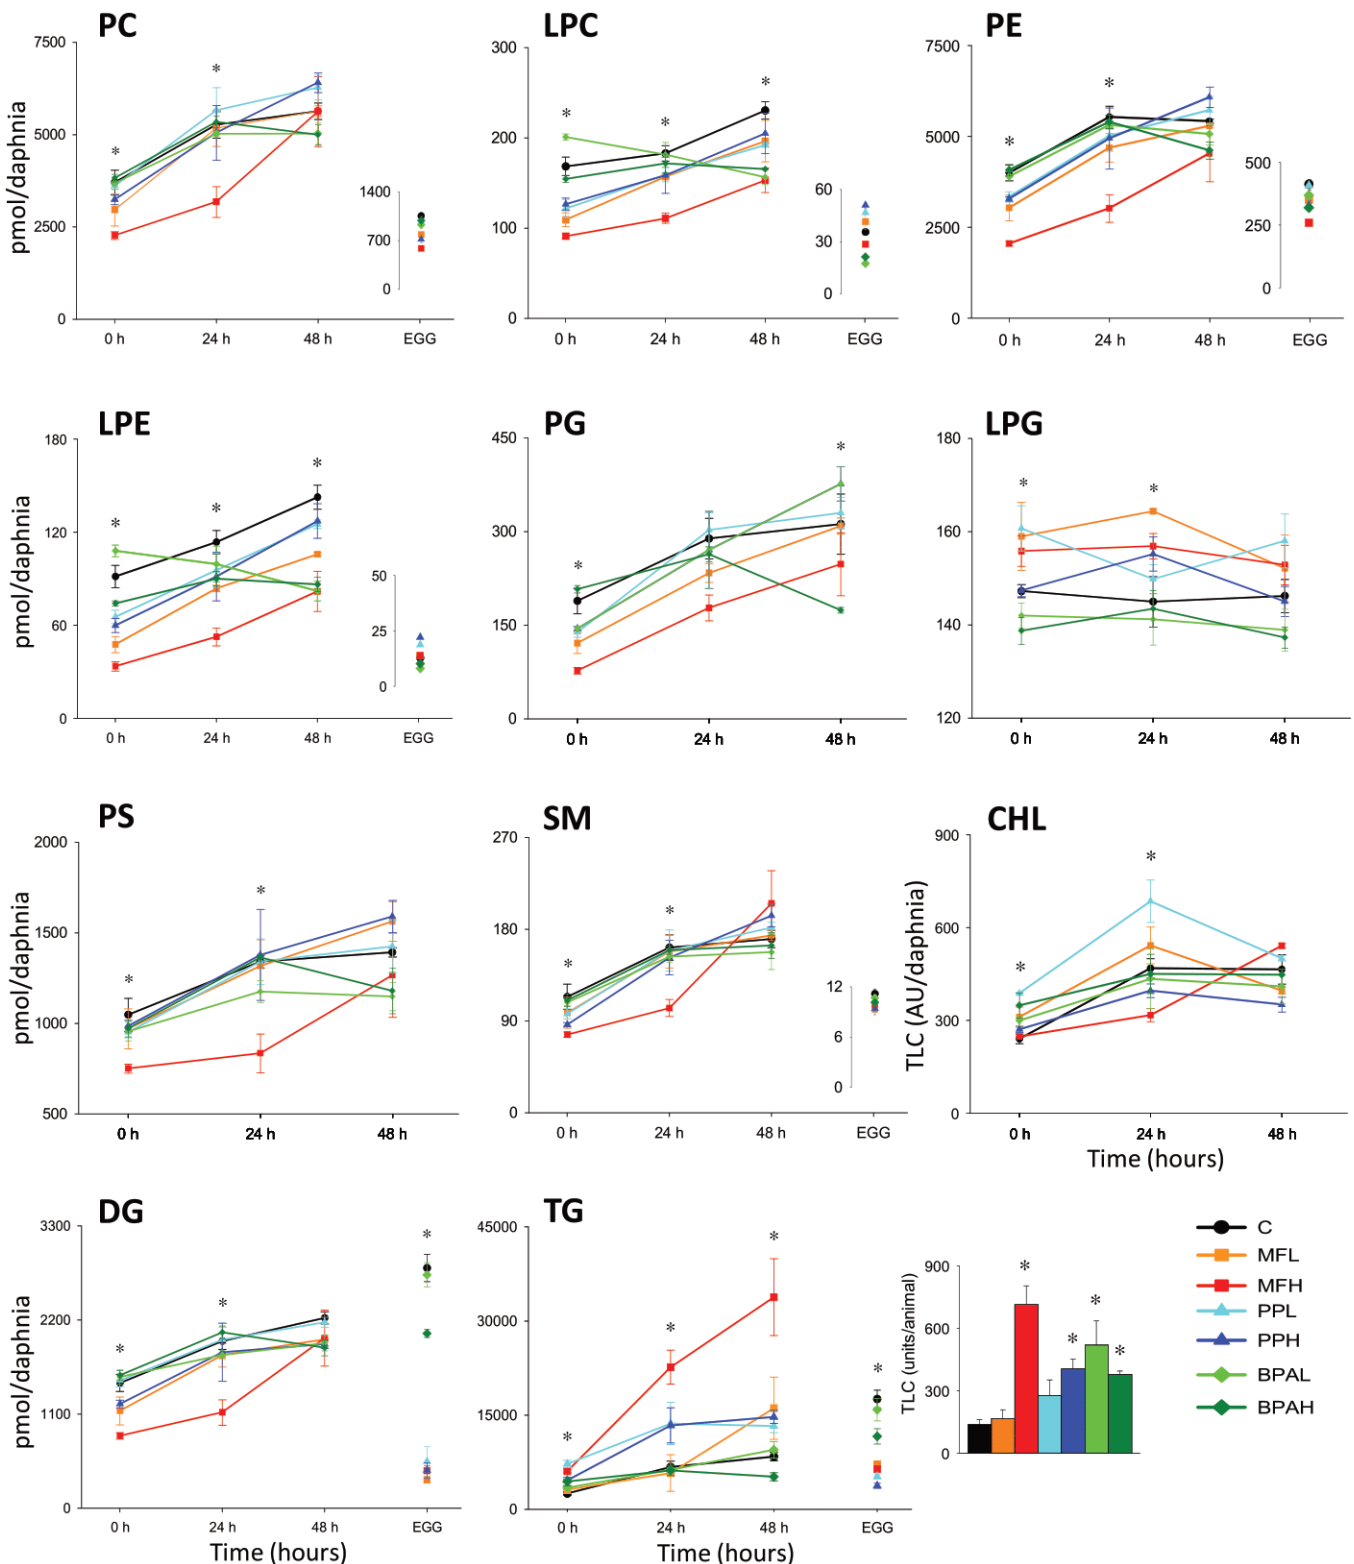 PC
LPC
PE
7500
5000
2500
0
pmol/daphnia
*
*
1400
700
0
0 h
24 h
48 h
EGG
300
200
100
0
*
*
*
60
30
0
0 h
24 h
48 h
EGG
7500
5000
2500
0
*
*
500
250
0
0 h
24 h
48 h
EGG
LPE
PG
LPG
180
120
60
0
pmol/daphnia
*
*
*
50
25
0
0 h
24 h
48 h
EGG
450
300
150
0
*
*
0 h
24 h
48 h
180
160
140
120
*
*
0 h
24 h
48 h
PS
SM
CHL
2000
1500
1000
500
pmol/daphnia
*
*
0 h
24 h
48 h
270
180
90
0
*
*
12
6
0
0 h
24 h
48 h
EGG
900
600
300
0
TLC (AU/daphnia)
*
*
0 h
24 h
48 h
Time (hours)
DG
TG
3300
2200
1100
0
pmol/daphnia
*
*
*
0 h
24 h
48 h
EGG
Time (hours)
45000
30000
15000
0
*
*
*
*
0 h
24 h
48 h
EGG
Time (hours)
900
600
300
0
TLC (units/animal)
*
*
*
*
C
MFL
MFH
PPL
PPH
BPAL
BPAH